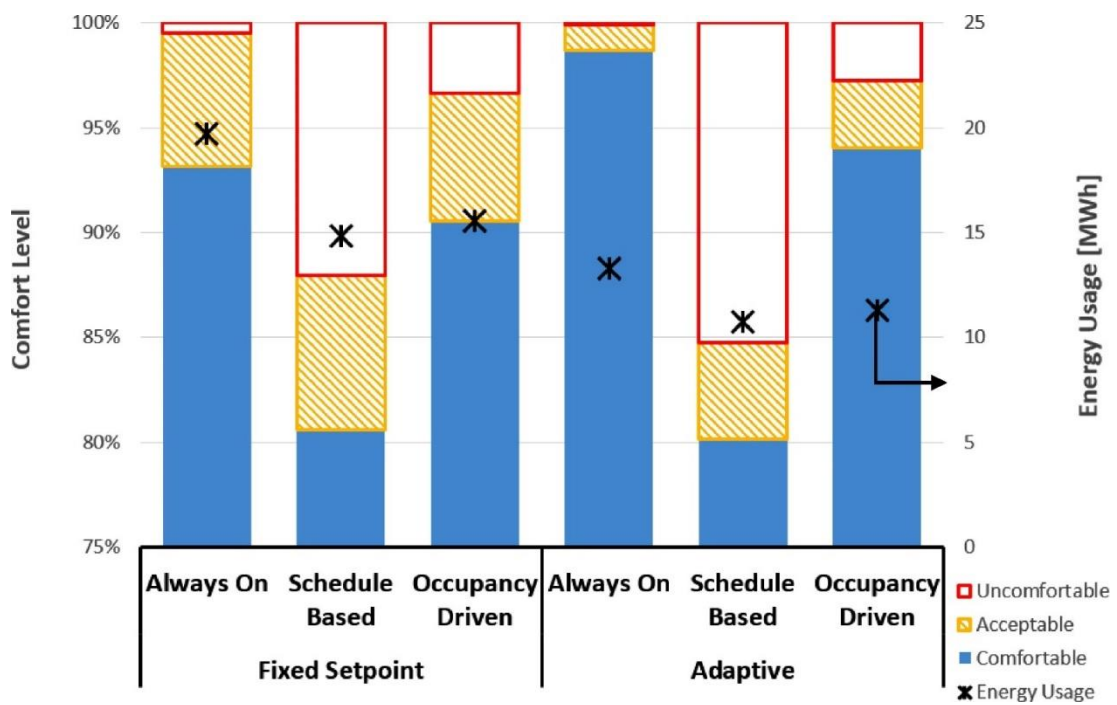 100%
95%
90%
85%
80%
75%
Comfort Level
25
20
15
10
5
0
Energy Usage [MWh]
Always On
Schedule
Based
Occupancy
Driven
Always On
Schedule
Based
Occupancy
Driven
Fixed Setpoint
Adaptive
Uncomfortable
Acceptable
Comfortable
Energy Usage